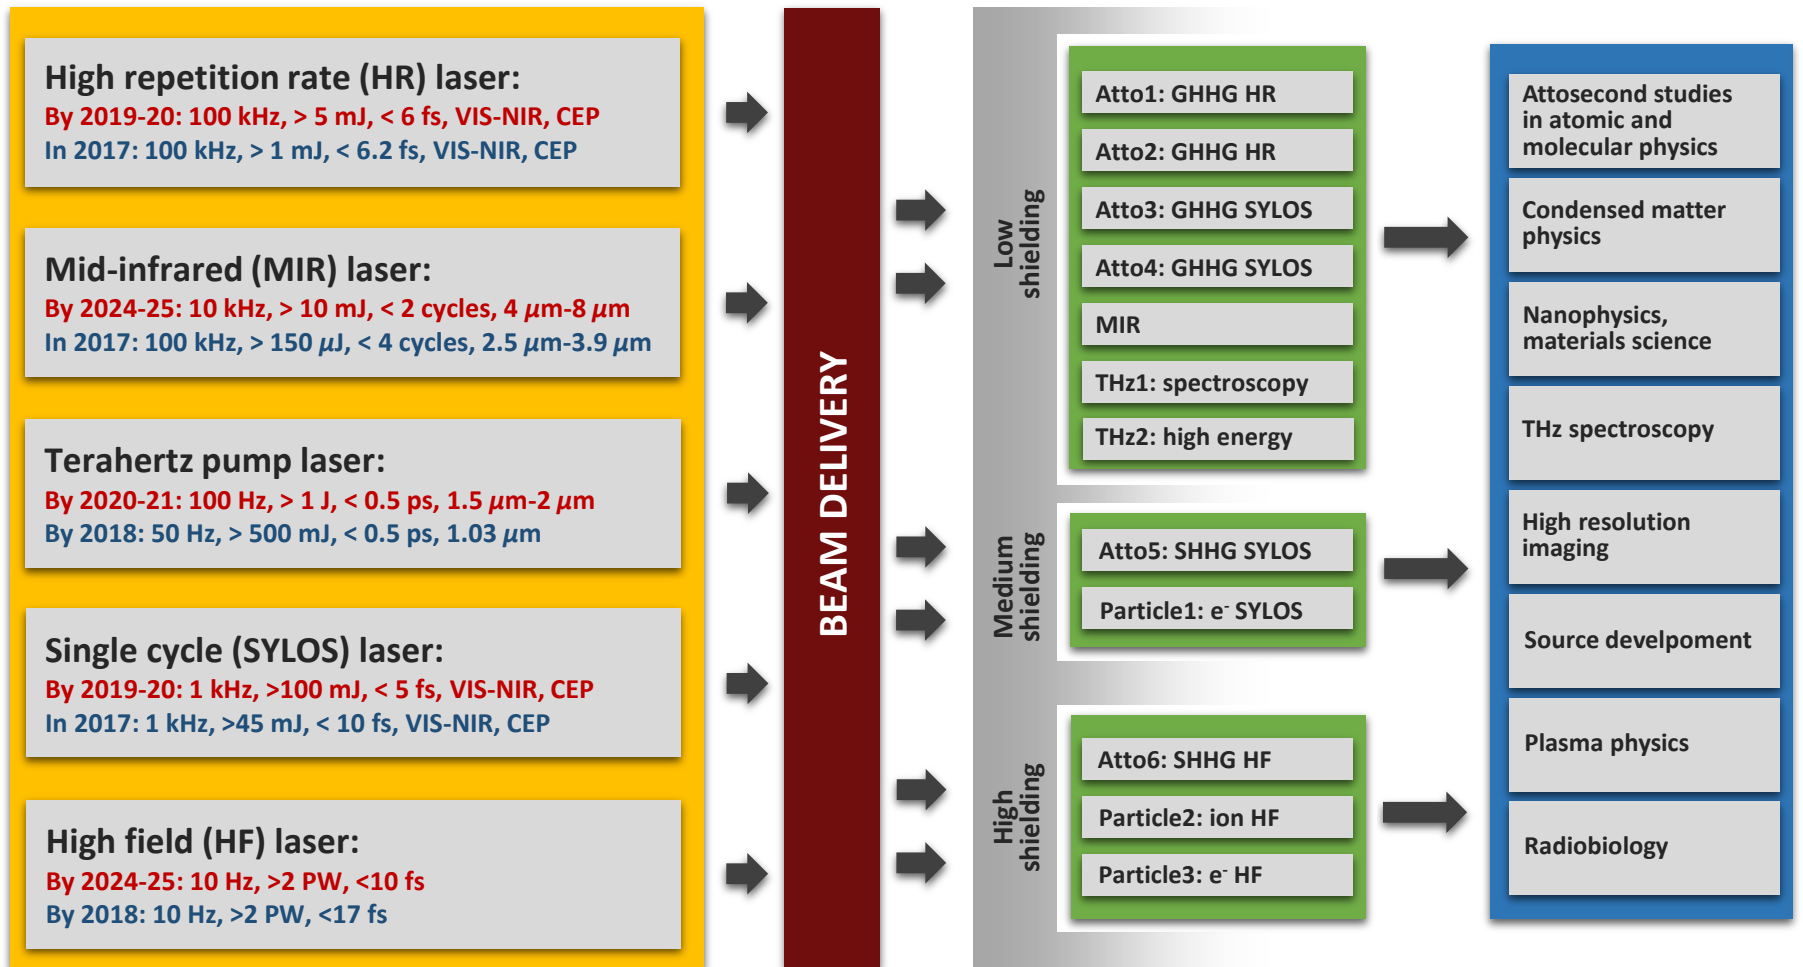 High repetition rate (HR) laser:
By 2019-20: 100 kHz, > 5 mJ, < 6 fs, VIS-NIR, CEP
In 2017: 100 kHz, > 1 mJ, < 6.2 fs, VIS-NIR, CEP
Mid-infrared (MIR) laser:
By 2024-25: 10 kHz, > 10 mJ, < 2 cycles, 4 μm-8 μm
In 2017: 100 kHz, > 150 μJ, < 4 cycles, 2.5 μm-3.9 μm
Terahertz pump laser:
By 2020-21: 100 Hz, > 1 J, < 0.5 ps, 1.5 μm-2 μm
By 2018: 50 Hz, > 500 mJ, < 0.5 ps, 1.03 μm
Single cycle (SYLOS) laser:
By 2019-20: 1 kHz, >100 mJ, < 5 fs, VIS-NIR, CEP
In 2017: 1 kHz, >45 mJ, < 10 fs, VIS-NIR, CEP
High field (HF) laser:
By 2024-25: 10 Hz, >2 PW, <10 fs
By 2018: 10 Hz, >2 PW, <17 fs
BEAM DELIVERY
Low
shielding
Atto1: GHHG HR
Atto2: GHHG HR
Atto3: GHHG SYLOS
Atto4: GHHG SYLOS
MIR
THz1: spectroscopy
THz2: high energy
Medium
shielding
Atto5: SHHG SYLOS
Particle1: e⁻ SYLOS
High
shielding
Atto6: SHHG HF
Particle2: ion HF
Particle3: e⁻ HF
Attosecond studies
in atomic and
molecular physics
Condensed matter
physics
Nanophysics,
materials science
THz spectroscopy
High resolution
imaging
Source develpoment
Plasma physics
Radiobiology